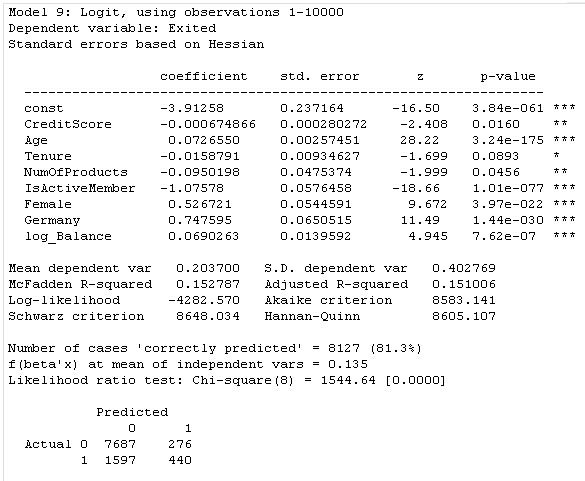 Model 9: Logit, using observations 1-10000
Dependent variable: Exited
Standard errors based on Hessian
coefficient std. error z p-value
const -3.91258 0.237164 -16.50 3.84e-061 ***
CreditScore -0.000674866 0.000280272 -2.408 0.0160 **
Age 0.0726550 0.00257451 28.22 3.24e-175 ***
Tenure -0.0158791 0.00934627 -1.699 0.0893 *
NumOfProducts -0.0950198 0.0475374 -1.999 0.0456 **
IsActiveMember -1.07578 0.0576458 -18.66 1.01e-077 ***
Female 0.526721 0.0544591 9.672 3.97e-022 ***
Germany 0.747595 0.0650515 11.49 1.44e-030 ***
log_Balance 0.0690263 0.0139592 4.945 7.62e-07 ***
Mean dependent var 0.203700 S.D. dependent var 0.402769
McFadden R-squared 0.152787 Adjusted R-squared 0.151006
Log-likelihood -4282.570 Akaike criterion 8583.141
Schwarz criterion 8648.034 Hannan-Quinn 8605.107
Number of cases 'correctly predicted' = 8127 (81.3%)
f(beta'x) at mean of independent vars = 0.135
Likelihood ratio test: Chi-square(8) = 1544.64 [0.0000]
Predicted
0 1
Actual 0 7687 276
1 1597 440